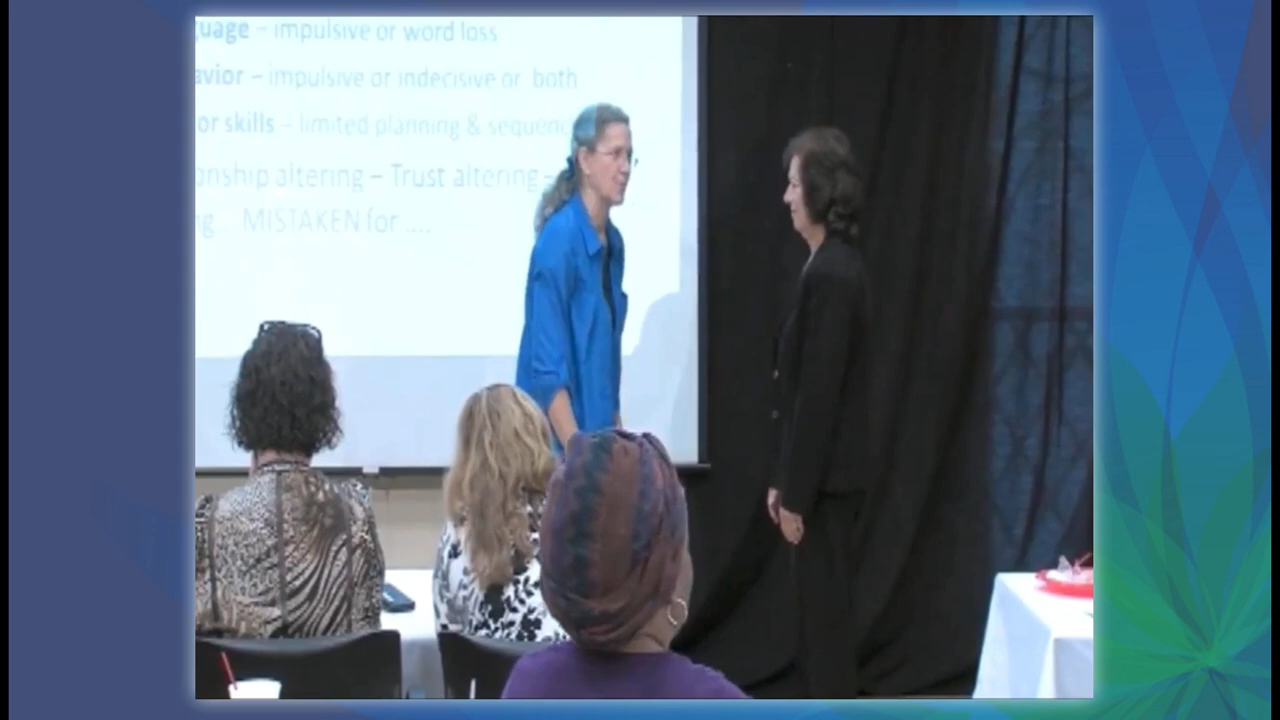 guage – impulsive or word loss
avior – impulsive or indecisive or both
or skills – limited planning & sequenc
onship altering – Trust altering –
ng... MISTAKEN for ....